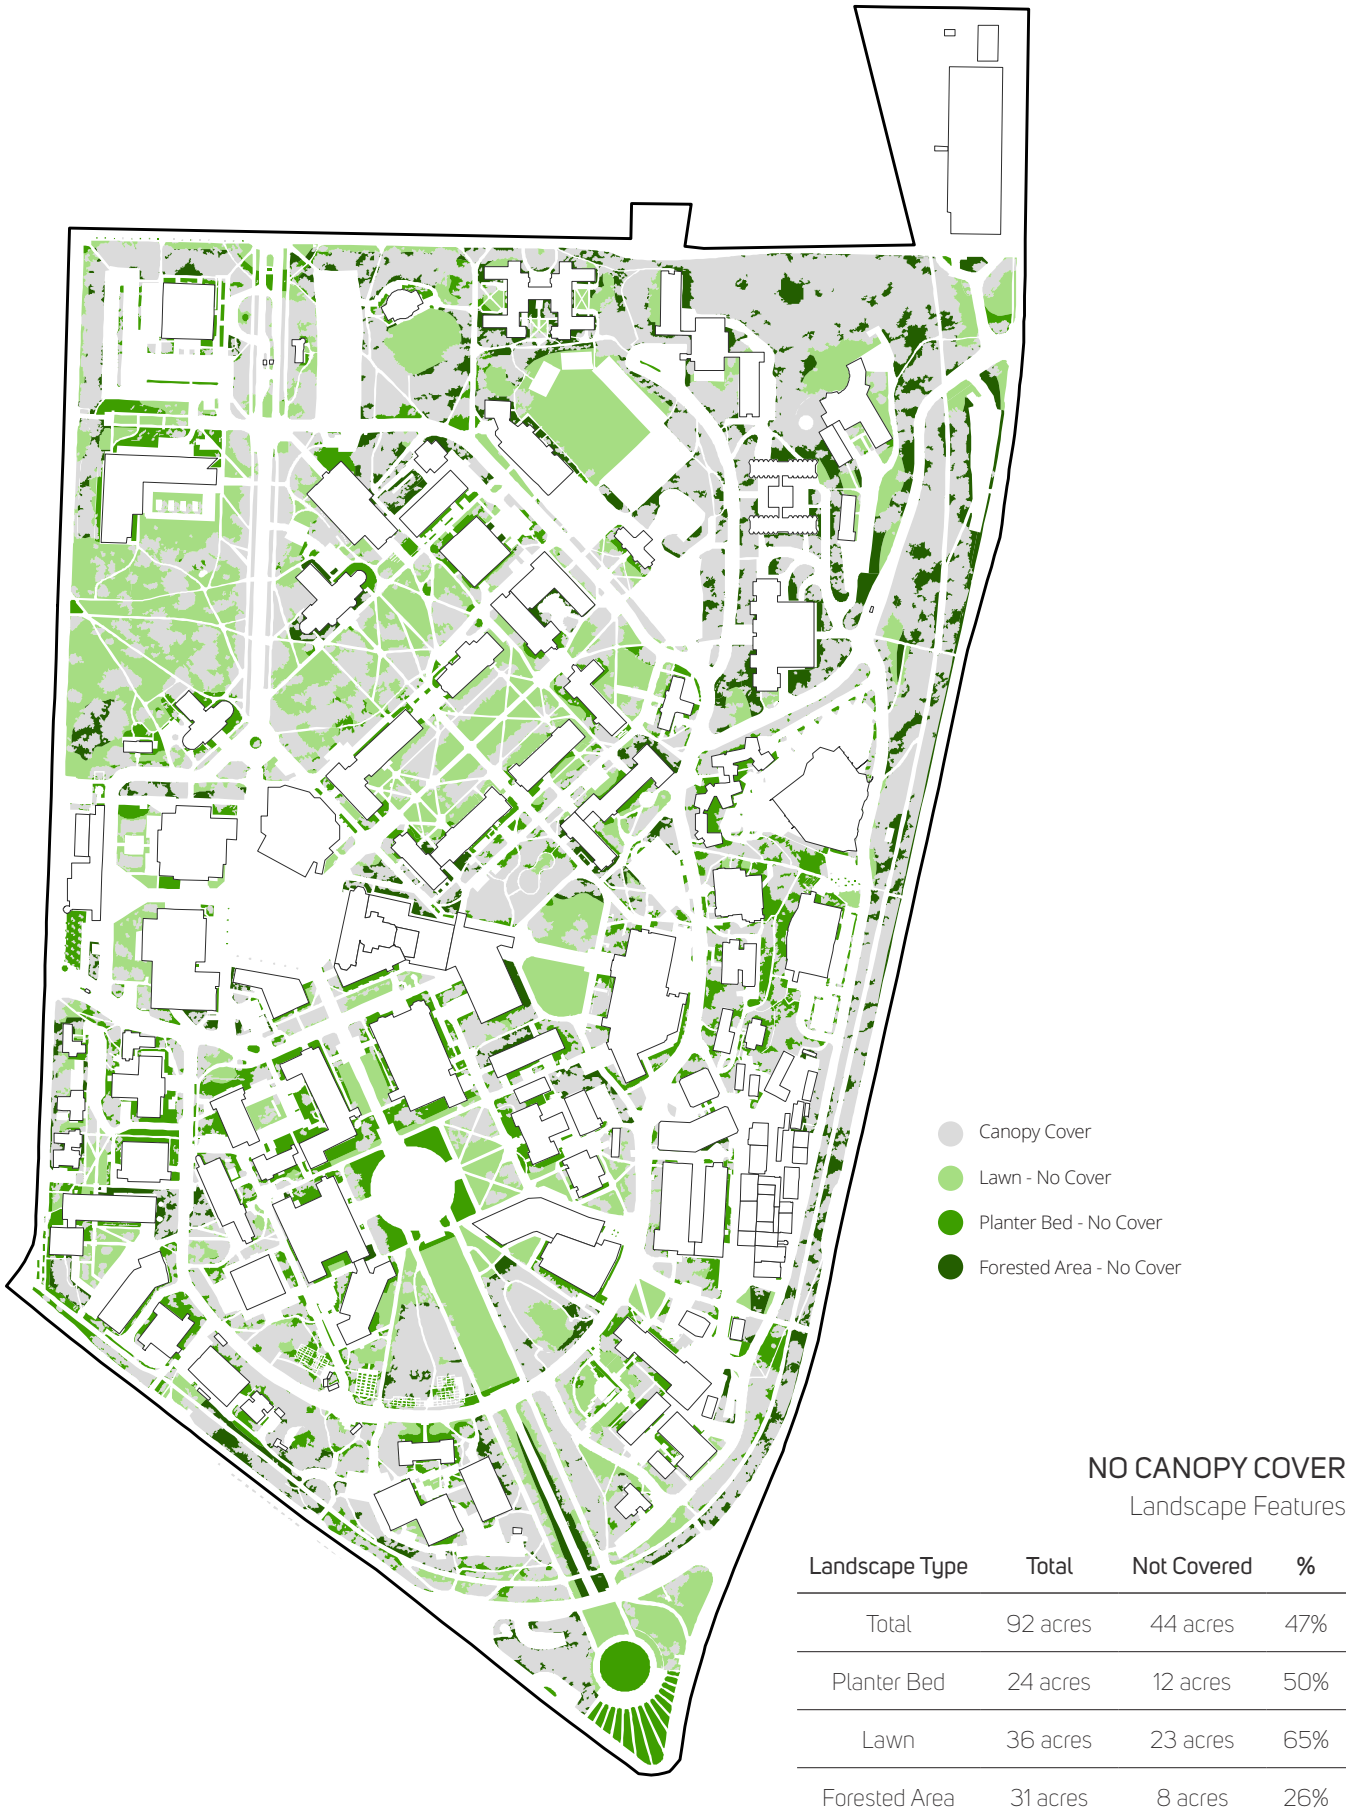 Canopy Cover
Lawn - No Cover
Planter Bed - No Cover
Forested Area - No Cover
NO CANOPY COVER
Landscape Features
Landscape Type Total Not Covered %
Total 92 acres 44 acres 47%
Planter Bed 24 acres 12 acres 50%
Lawn 36 acres 23 acres 65%
Forested Area 31 acres 8 acres 26%